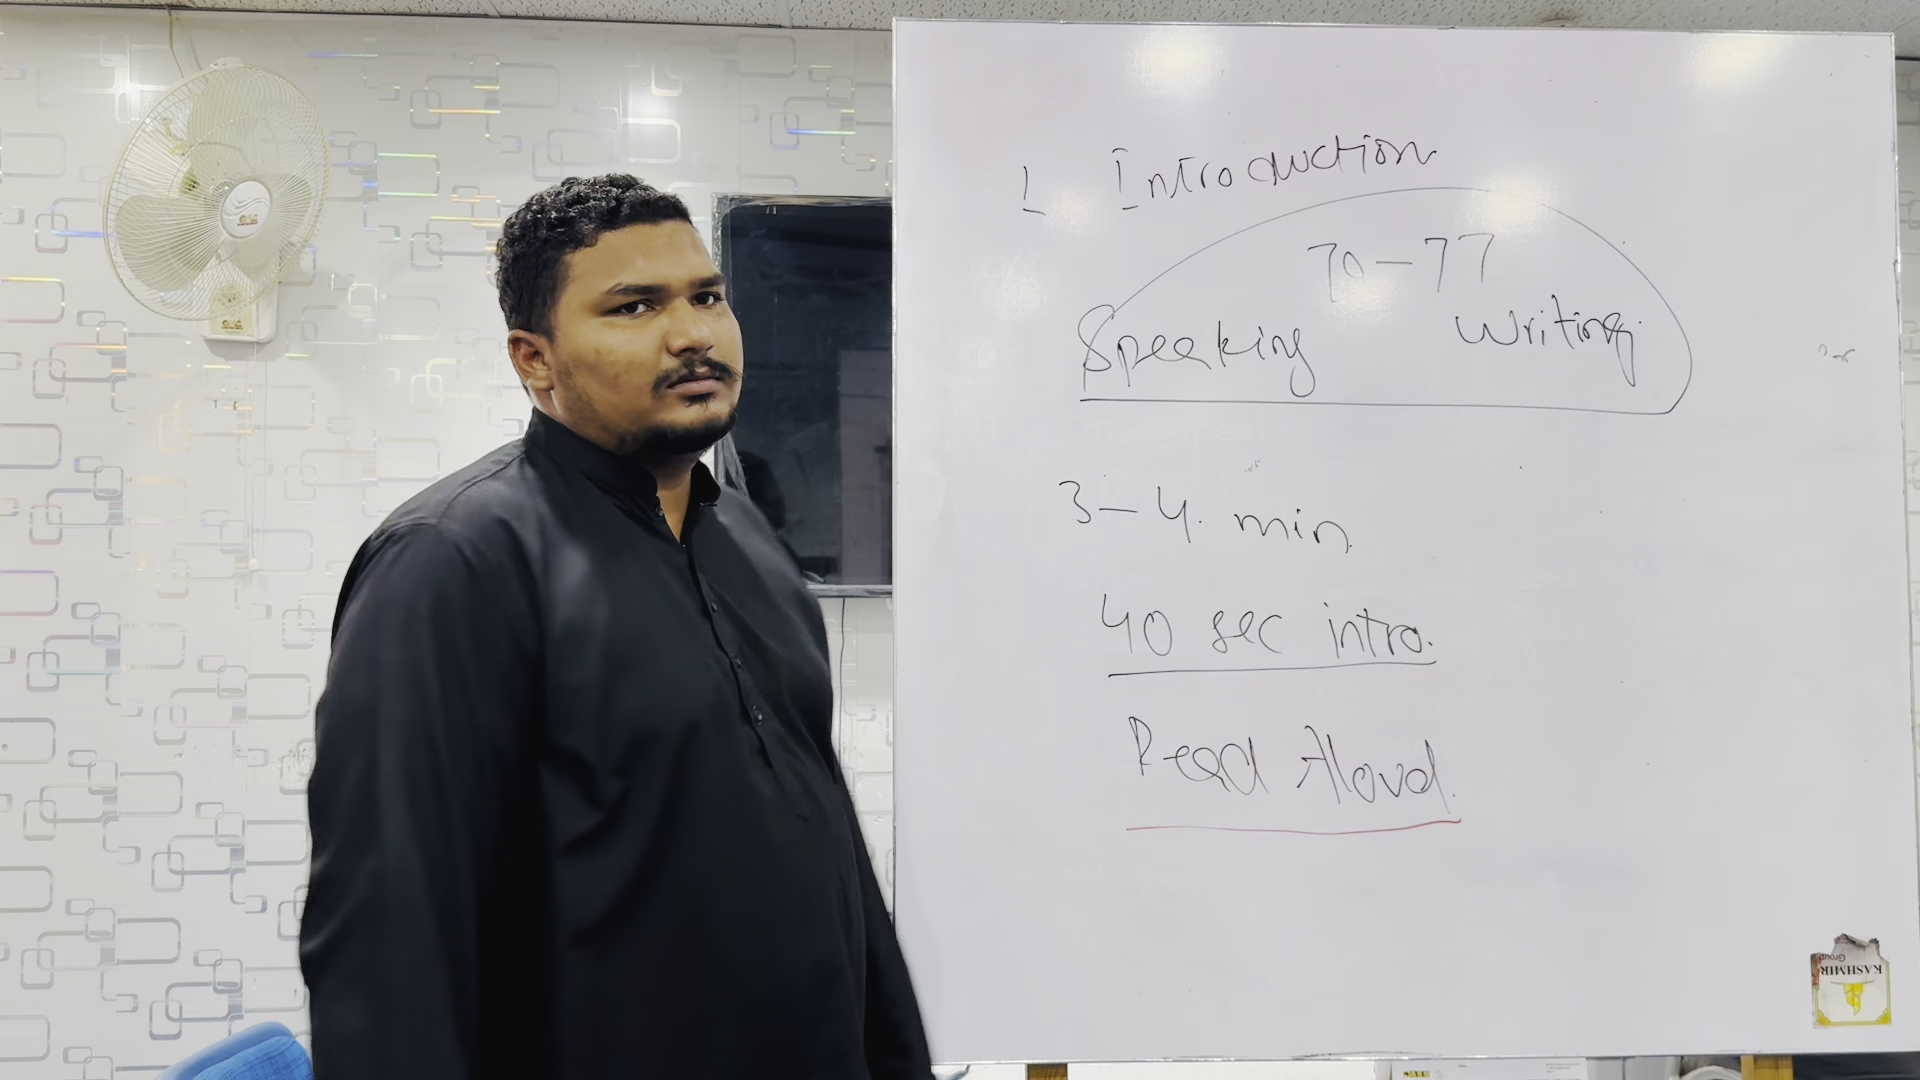 1 Introduction
70-77
Speaking Writing.
3-4. min.
40 sec intro.
Read Aloud.
KASHMIR
Group